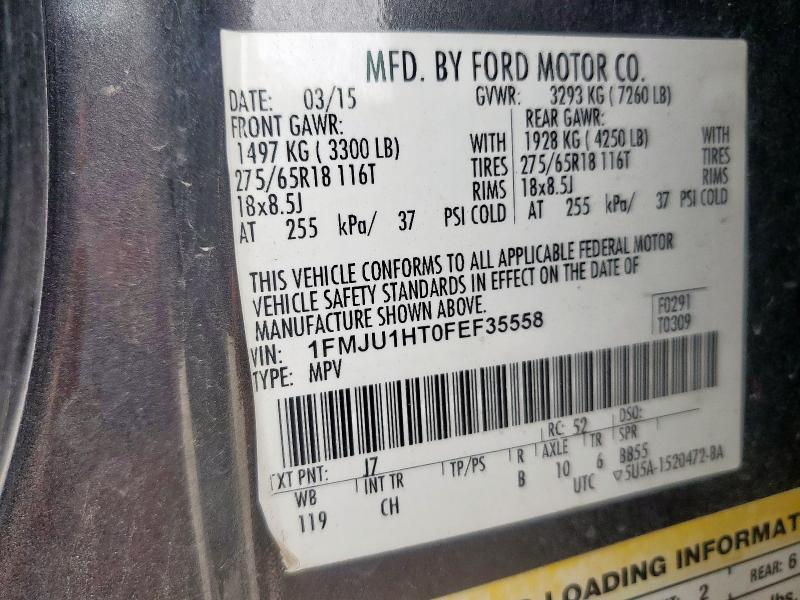 MFD. BY FORD MOTOR CO.
DATE: 03/15 GVWR: 3293 KG ( 7260 LB)
FRONT GAWR: REAR GAWR:
1497 KG ( 3300 LB) WITH 1928 KG ( 4250 LB) WITH
275/65R18 116T TIRES 275/65R18 116T TIRES
18x8.5J RIMS 18x8.5J RIMS
AT 255 kPa/ 37 PSI COLD AT 255 kPa/ 37 PSI COLD
THIS VEHICLE CONFORMS TO ALL APPLICABLE FEDERAL MOTOR
VEHICLE SAFETY STANDARDS IN EFFECT ON THE DATE OF
MANUFACTURE SHOWN ABOVE.
F0291
VIN: 1FMJU1HT0FEF35558 T0309
TYPE: MPV
EXT PNT: J7 RC: 52 DSO:
WB INT TR TP/PS R AXLE TR SPR
119 CH B 10 6 BB55
UTC ▽5U5A-1520472-BA
LOADING INFORMAT
2 REAR: 6
lbs.